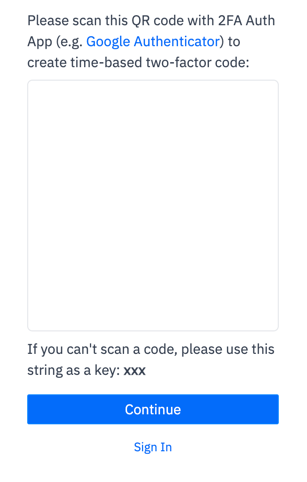 Please scan this QR code with 2FA Auth
App (e.g. Google Authenticator) to
create time-based two-factor code:
If you can't scan a code, please use this
string as a key: xxx
Continue
Sign In